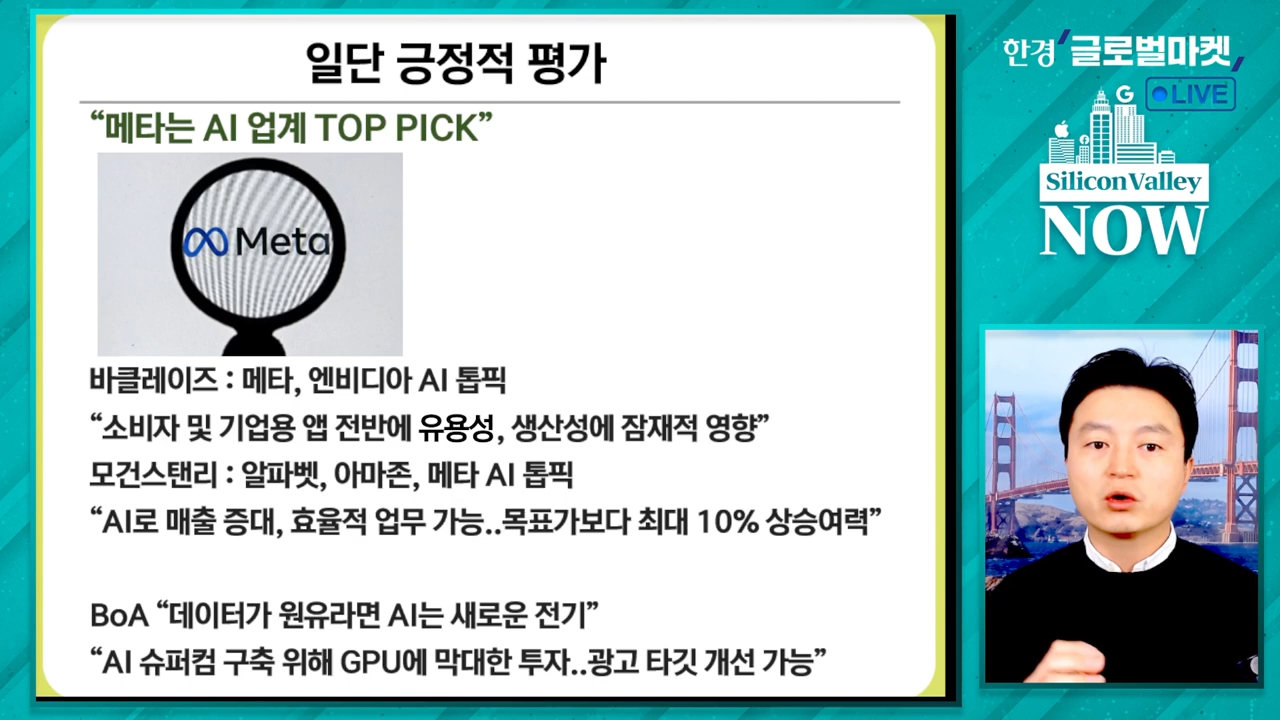 일단 긍정적 평가
“메타는 AI 업계 TOP PICK”
Meta
바클레이즈 : 메타, 엔비디아 AI 톱픽
“소비자 및 기업용 앱 전반에 유용성, 생산성에 잠재적 영향”
모건스탠리 : 알파벳, 아마존, 메타 AI 톱픽
“AI로 매출 증대, 효율적 업무 가능..목표가보다 최대 10% 상승여력”
BoA “데이터가 원유라면 AI는 새로운 전기”
“AI 슈퍼컴 구축 위해 GPU에 막대한 투자..광고 타깃 개선 가능”
한경 ‘글로벌마켓,
LIVE
G
Silicon Valley
NOW